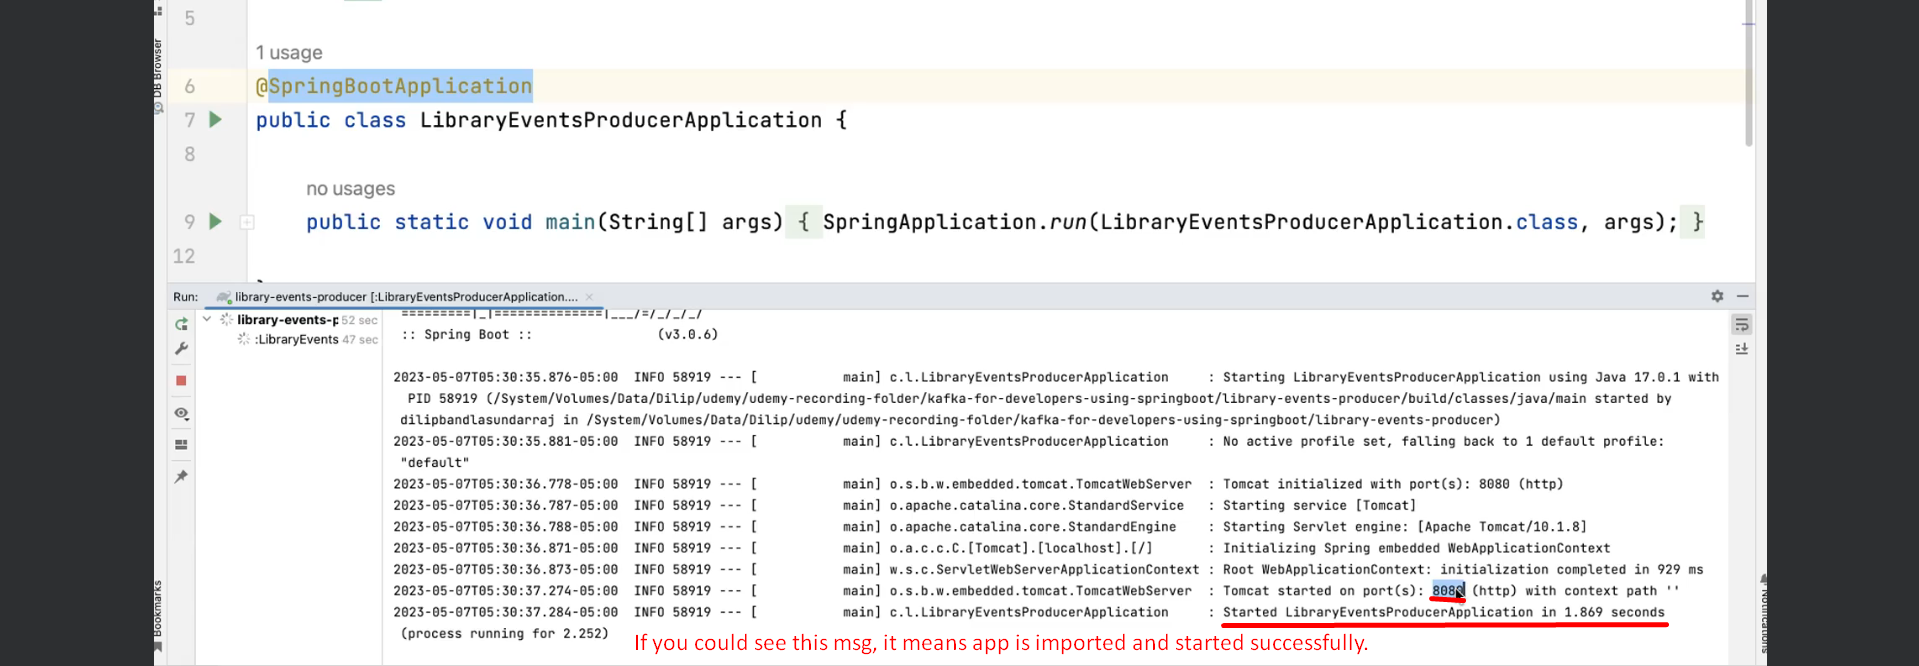 5
DB Browser
1 usage
6 @SpringBootApplication
7 public class LibraryEventsProducerApplication {
8
no usages
9 public static void main(String[] args) { SpringApplication.run(LibraryEventsProducerApplication.class, args); }
12
Run: library-events-producer [:LibraryEventsProducerApplication.... ×
library-events-p 52 sec
:LibraryEvents 47 sec
=========|_|==============|___/=/_/_/_/
:: Spring Boot :: (v3.0.6)
2023-05-07T05:30:35.876-05:00 INFO 58919 --- [ main] c.l.LibraryEventsProducerApplication : Starting LibraryEventsProducerApplication using Java 17.0.1 with
PID 58919 (/System/Volumes/Data/Dilip/udemy/udemy-recording-folder/kafka-for-developers-using-springboot/library-events-producer/build/classes/java/main started by
dilipbandlasundarraj in /System/Volumes/Data/Dilip/udemy/udemy-recording-folder/kafka-for-developers-using-springboot/library-events-producer)
2023-05-07T05:30:35.881-05:00 INFO 58919 --- [ main] c.l.LibraryEventsProducerApplication : No active profile set, falling back to 1 default profile:
"default"
2023-05-07T05:30:36.778-05:00 INFO 58919 --- [ main] o.s.b.w.embedded.tomcat.TomcatWebServer : Tomcat initialized with port(s): 8080 (http)
2023-05-07T05:30:36.787-05:00 INFO 58919 --- [ main] o.apache.catalina.core.StandardService : Starting service [Tomcat]
2023-05-07T05:30:36.788-05:00 INFO 58919 --- [ main] o.apache.catalina.core.StandardEngine : Starting Servlet engine: [Apache Tomcat/10.1.8]
2023-05-07T05:30:36.871-05:00 INFO 58919 --- [ main] o.a.c.c.C.[Tomcat].[localhost].[/] : Initializing Spring embedded WebApplicationContext
2023-05-07T05:30:36.873-05:00 INFO 58919 --- [ main] w.s.c.ServletWebServerApplicationContext : Root WebApplicationContext: initialization completed in 929 ms
2023-05-07T05:30:37.274-05:00 INFO 58919 --- [ main] o.s.b.w.embedded.tomcat.TomcatWebServer : Tomcat started on port(s): 8080 (http) with context path ''
2023-05-07T05:30:37.284-05:00 INFO 58919 --- [ main] c.l.LibraryEventsProducerApplication : Started LibraryEventsProducerApplication in 1.869 seconds
(process running for 2.252)
If you could see this msg, it means app is imported and started successfully.
Bookmarks